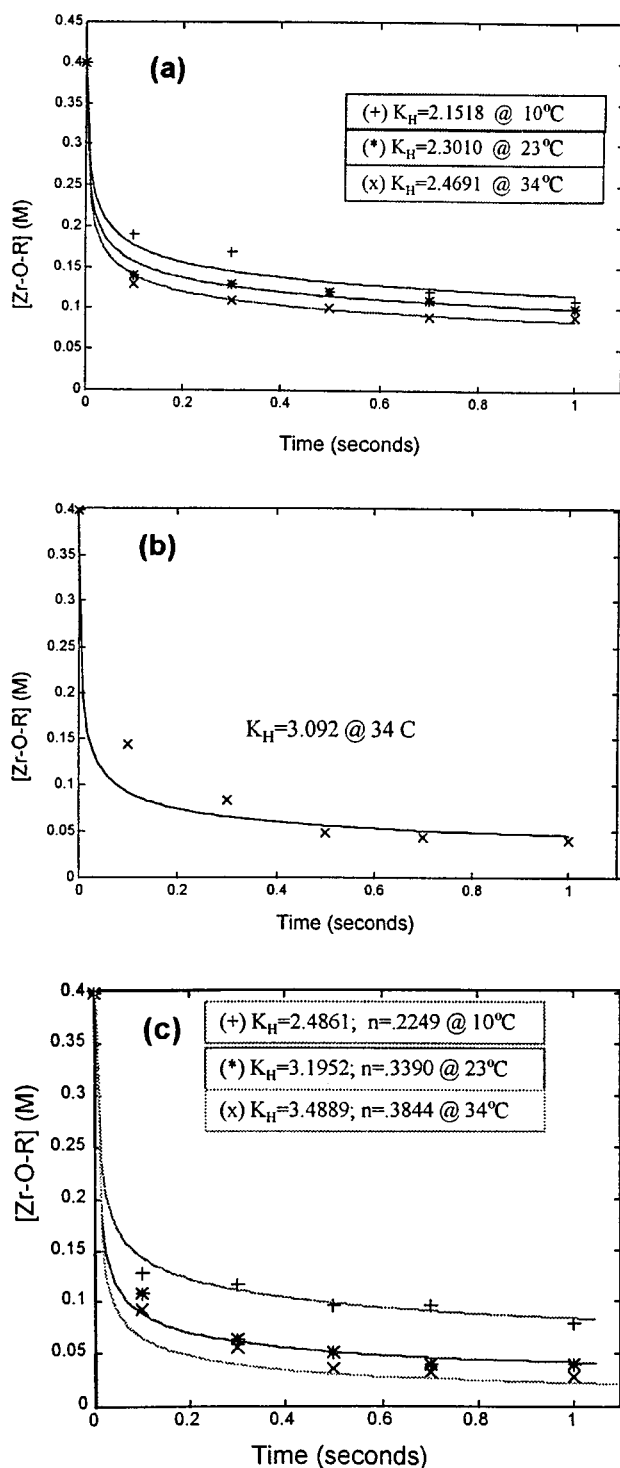 (a)
0.45
0.4
0.35
0.3
0.25
0.2
0.15
0.1
0.05
0
[Zr-O-R] (M)
(+) K_H=2.1518 @ 10°C
(*) K_H=2.3010 @ 23°C
(x) K_H=2.4691 @ 34°C
0 0.2 0.4 0.6 0.8 1
Time (seconds)
(b)
0.4
0.35
0.3
0.25
0.2
0.15
0.1
0.05
0
[Zr-O-R] (M)
K_H=3.092 @ 34 C
0 0.2 0.4 0.6 0.8 1
Time (seconds)
(c)
0.4
0.35
0.3
0.25
0.2
0.15
0.1
0.05
0
[Zr-O-R] (M)
(+) K_H=2.4861; n=.2249 @ 10°C
(*) K_H=3.1952; n=.3390 @ 23°C
(x) K_H=3.4889; n=.3844 @ 34°C
0 0.2 0.4 0.6 0.8 1
Time (seconds)